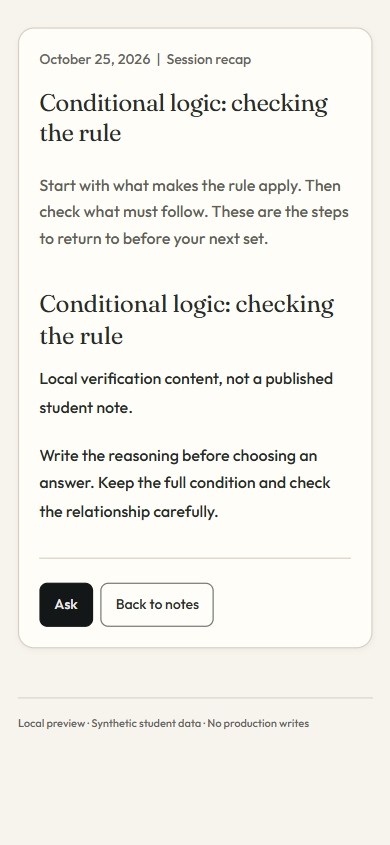 October 25, 2026 | Session recap
Conditional logic: checking
the rule
Start with what makes the rule apply. Then
check what must follow. These are the steps
to return to before your next set.
Conditional logic: checking
the rule
Local verification content, not a published
student note.
Write the reasoning before choosing an
answer. Keep the full condition and check
the relationship carefully.
Ask
Back to notes
Local preview · Synthetic student data · No production writes